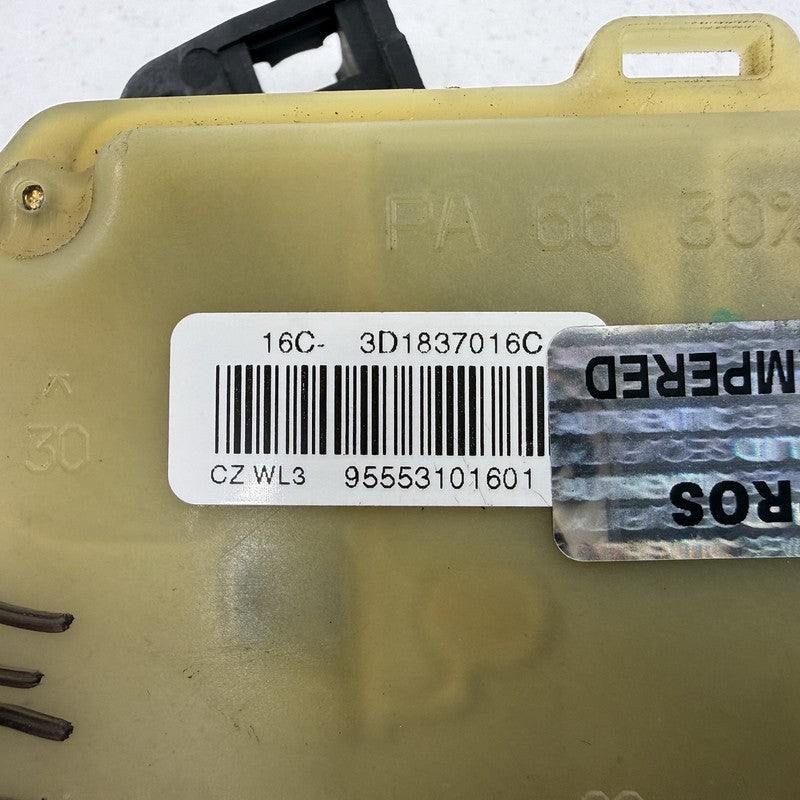 PA 66 30%
16C- 3D1837016C
30
CZ WL3 95553101601
MPERED
ROS